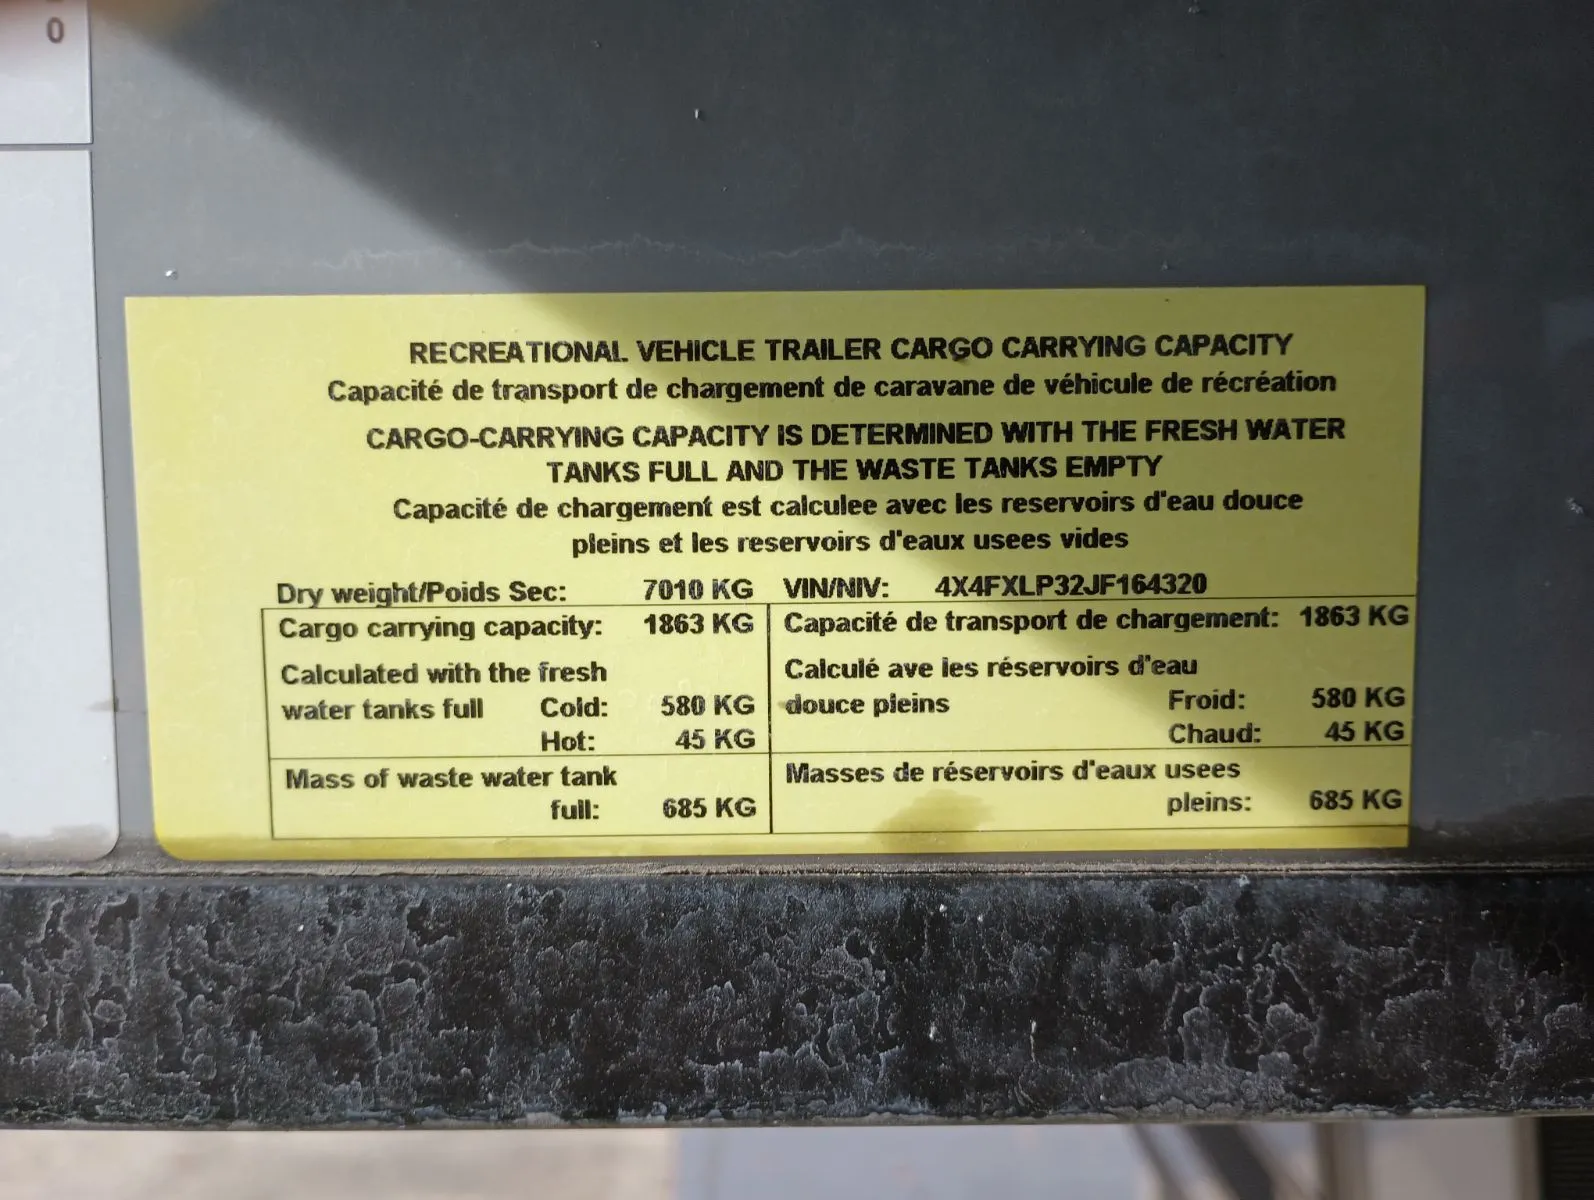 0
RECREATIONAL VEHICLE TRAILER CARGO CARRYING CAPACITY
Capacité de transport de chargement de caravane de véhicule de récréation
CARGO-CARRYING CAPACITY IS DETERMINED WITH THE FRESH WATER
TANKS FULL AND THE WASTE TANKS EMPTY
Capacité de chargement est calculee avec les reservoirs d'eau douce
pleins et les reservoirs d'eaux usees vides
Dry weight/Poids Sec: 7010 KG VIN/NIV: 4X4FXLP32JF164320
Cargo carrying capacity: 1863 KG Capacité de transport de chargement: 1863 KG
Calculated with the fresh Calculé ave les réservoirs d'eau
water tanks full Cold: 580 KG douce pleins Froid: 580 KG
Hot: 45 KG Chaud: 45 KG
Mass of waste water tank Masses de réservoirs d'eaux usees
full: 685 KG pleins: 685 KG